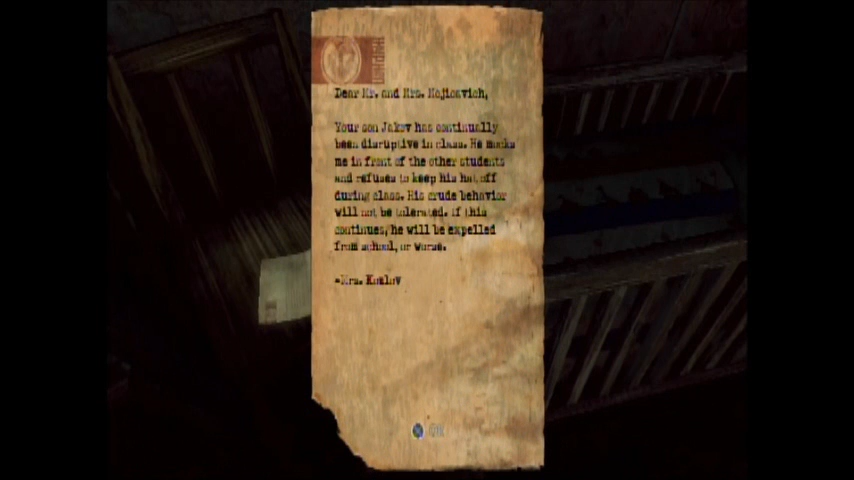 Dear Mr. and Mrs. Mojicavich,
Your son Jakov has continually
been disruptive in class. He mocks
me in front of the other students
and refuses to keep his hat off
during class. His crude behavior
will not be tolerated. If this
continues, he will be expelled
from school, or worse.
-Mrs. Kozlov